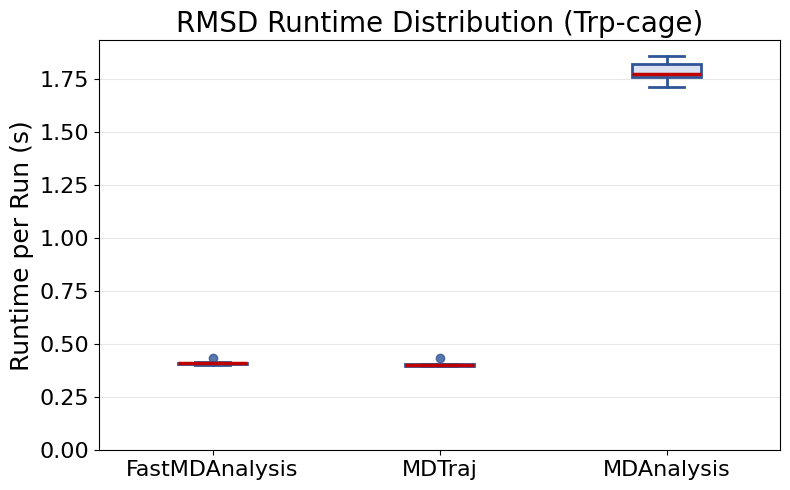 RMSD Runtime Distribution (Trp-cage)
Runtime per Run (s)
1.75
1.50
1.25
1.00
0.75
0.50
0.25
0.00
FastMDAnalysis MDTraj MDAnalysis